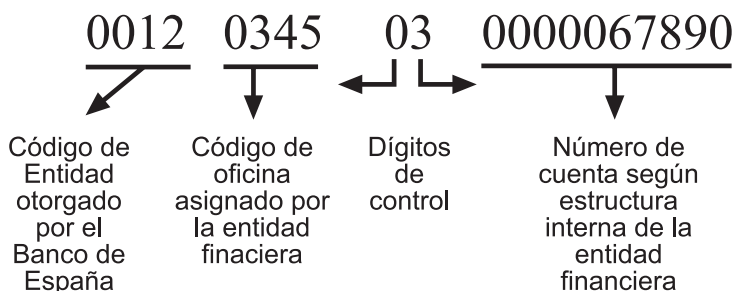 0012 0345 03 0000067890
Código de
Entidad
otorgado
por el
Banco de
España
Código de
oficina
asignado por
la entidad
finaciera
Dígitos
de
control
Número de
cuenta según
estructura
interna de la
entidad
financiera